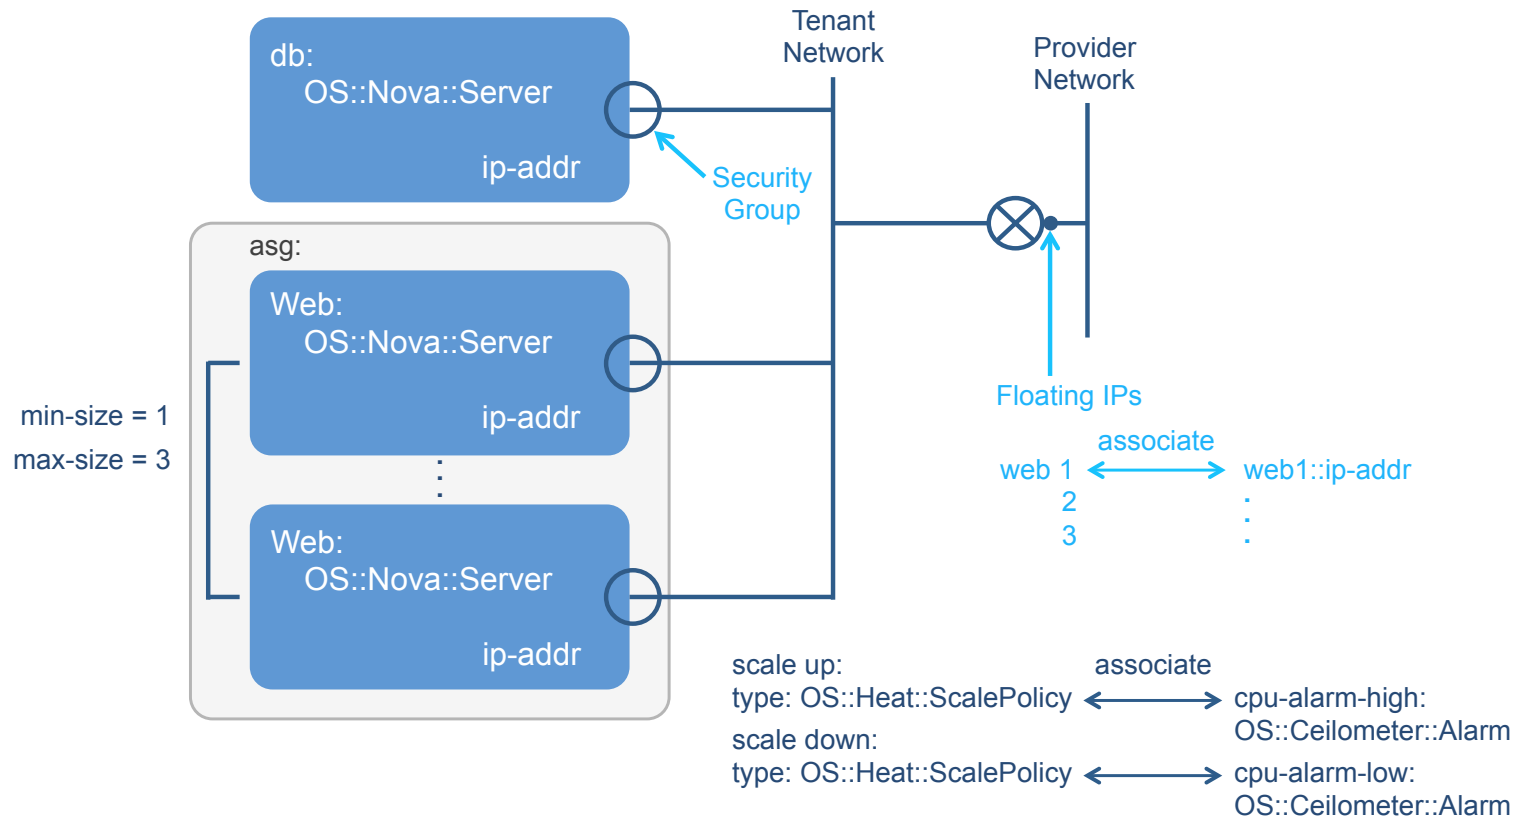 Tenant
Network
Provider
Network
db:
OS::Nova::Server
ip-addr
Security
Group
asg:
Web:
OS::Nova::Server
ip-addr
min-size = 1
max-size = 3
Web:
OS::Nova::Server
ip-addr
Floating IPs
associate
web 1
web1::ip-addr
2
3
scale up:
associate
type: OS::Heat::ScalePolicy
cpu-alarm-high:
OS::Ceilometer::Alarm
scale down:
type: OS::Heat::ScalePolicy
cpu-alarm-low:
OS::Ceilometer::Alarm